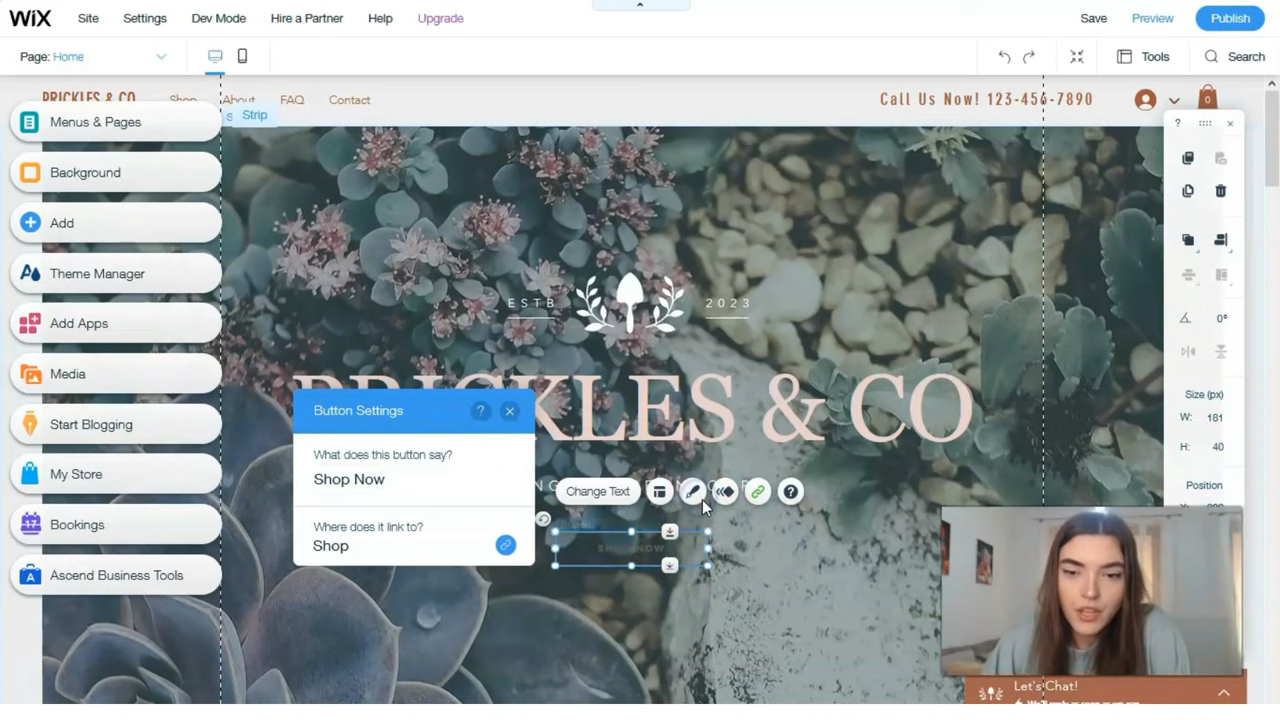 WiX Site Settings Dev Mode Hire a Partner Help Upgrade Save Preview Publish
Page: Home Tools Search
PRICKLES & CO Shop About FAQ Contact Call Us Now! 123-456-7890 0
Strip
Menus & Pages
Background
Add
Theme Manager
Add Apps
Media
Start Blogging
My Store
Bookings
Ascend Business Tools
ESTB 2023
PRICKLES & CO
Button Settings ? ×
What does this button say?
Shop Now
Where does it link to?
Shop
Change Text ?
SHOP NOW
? ×
0°
Size (px)
W: 181
H: 40
Position
Let's Chat!